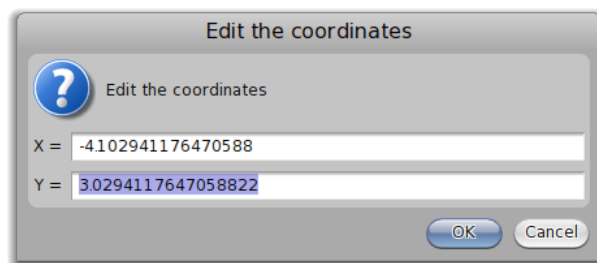 Edit the coordinates
Edit the coordinates
X = -4.102941176470588
Y = 3.0294117647058822
OK Cancel